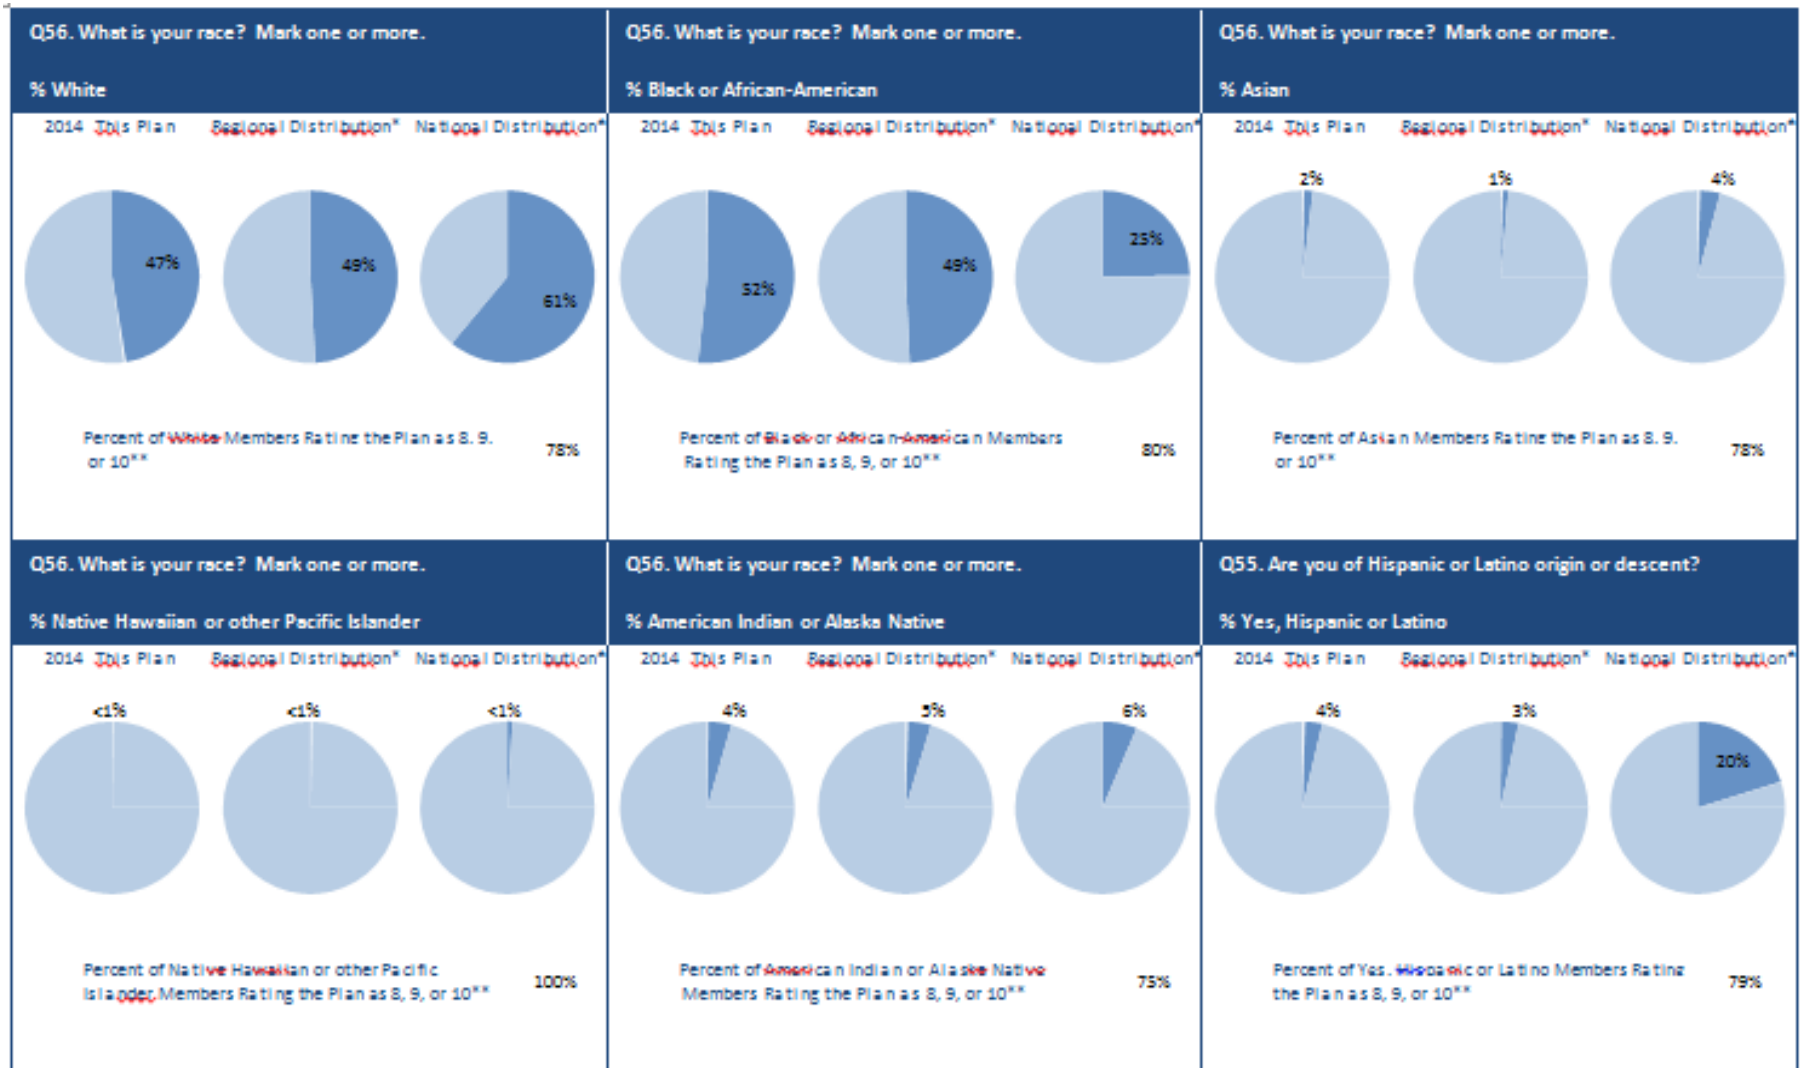 Q56. What is your race?  Mark one or more.
% White
2014 This Plan
Regional Distribution*
National Distribution*
47%
49%
61%
Percent of White Members Rating the Plan as 8. 9.
or 10**
78%
Q56. What is your race?  Mark one or more.
% Black or African-American
2014 This Plan
Regional Distribution*
National Distribution*
52%
49%
25%
Percent of Black or African-American Members
Rating the Plan as 8, 9, or 10**
80%
Q56. What is your race?  Mark one or more.
% Asian
2014 This Plan
Regional Distribution*
National Distribution*
2%
1%
4%
Percent of Asian Members Rating the Plan as 8. 9.
or 10**
78%
Q56. What is your race?  Mark one or more.
% Native Hawaiian or other Pacific Islander
2014 This Plan
Regional Distribution*
National Distribution*
<1%
<1%
<1%
Percent of Native Hawaiian or other Pacific
Islander Members Rating the Plan as 8, 9, or 10**
100%
Q56. What is your race?  Mark one or more.
% American Indian or Alaska Native
2014 This Plan
Regional Distribution*
National Distribution*
4%
5%
6%
Percent of American Indian or Alaska Native
Members Rating the Plan as 8, 9, or 10**
75%
Q55. Are you of Hispanic or Latino origin or descent?
% Yes, Hispanic or Latino
2014 This Plan
Regional Distribution*
National Distribution*
4%
3%
20%
Percent of Yes. Hispanic or Latino Members Rating
the Plan as 8, 9, or 10**
79%